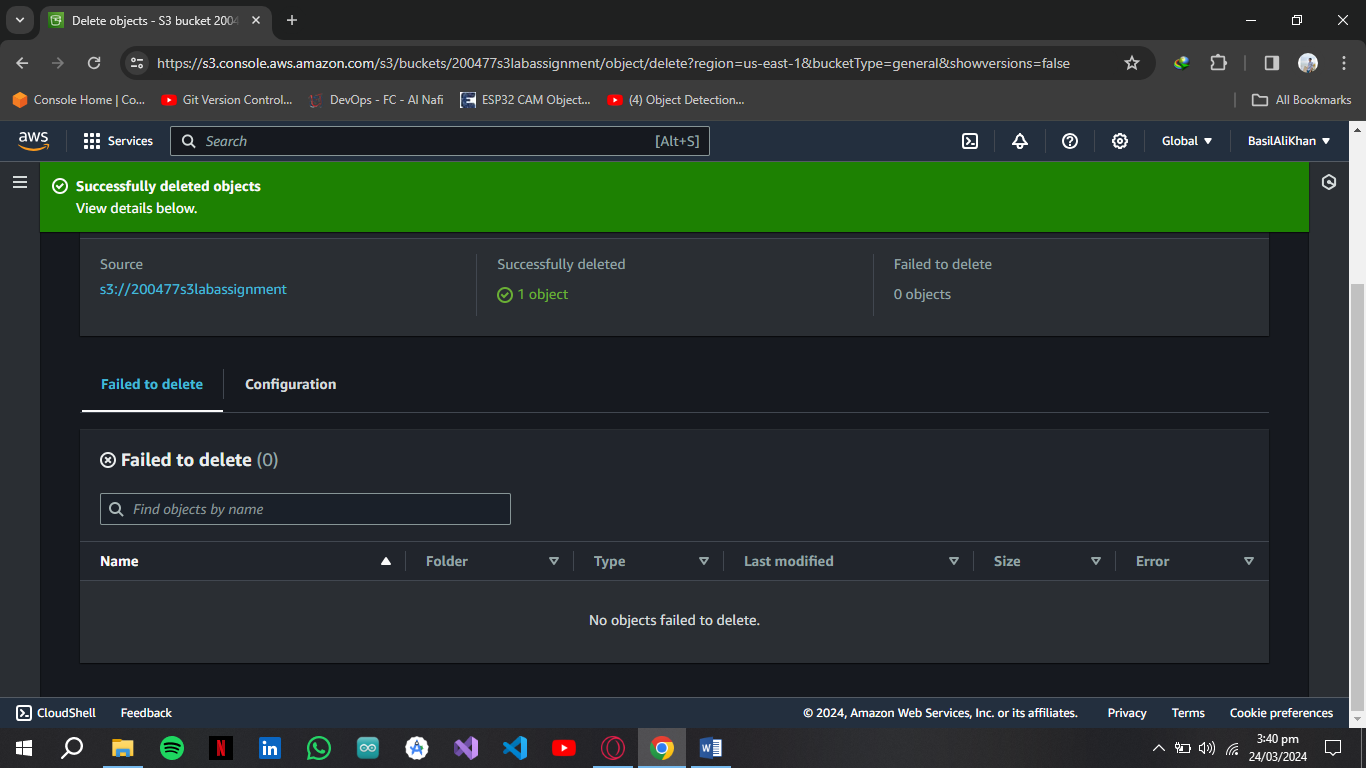 Delete objects - S3 bucket 2004
https://s3.console.aws.amazon.com/s3/buckets/200477s3labassignment/object/delete?region=us-east-1&bucketType=general&showversions=false
Console Home | Co... Git Version Control... DevOps - FC - Al Nafi ESP32 CAM Object... (4) Object Detection... All Bookmarks
aws Services Search [Alt+S] Global BasilAliKhan
Successfully deleted objects
View details below.
Source Successfully deleted Failed to delete
s3://200477s3labassignment 1 object 0 objects
Failed to delete Configuration
Failed to delete (0)
Find objects by name
Name Folder Type Last modified Size Error
No objects failed to delete.
CloudShell Feedback © 2024, Amazon Web Services, Inc. or its affiliates. Privacy Terms Cookie preferences
3:40 pm
24/03/2024